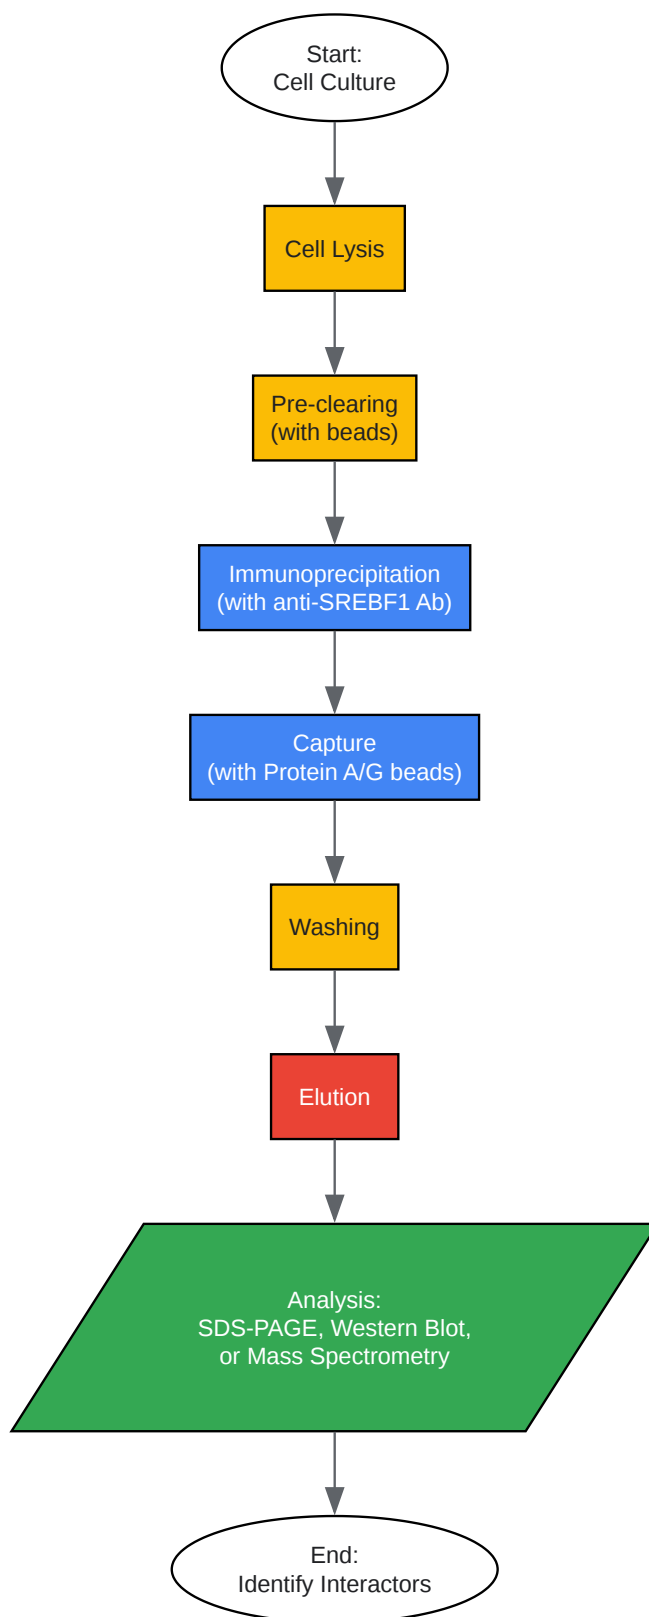 Start:
Cell Culture
Cell Lysis
Pre-clearing
(with beads)
Immunoprecipitation
(with anti-SREBF1 Ab)
Capture
(with Protein A/G beads)
Washing
Elution
Analysis:
SDS-PAGE, Western Blot,
or Mass Spectrometry
End:
Identify Interactors